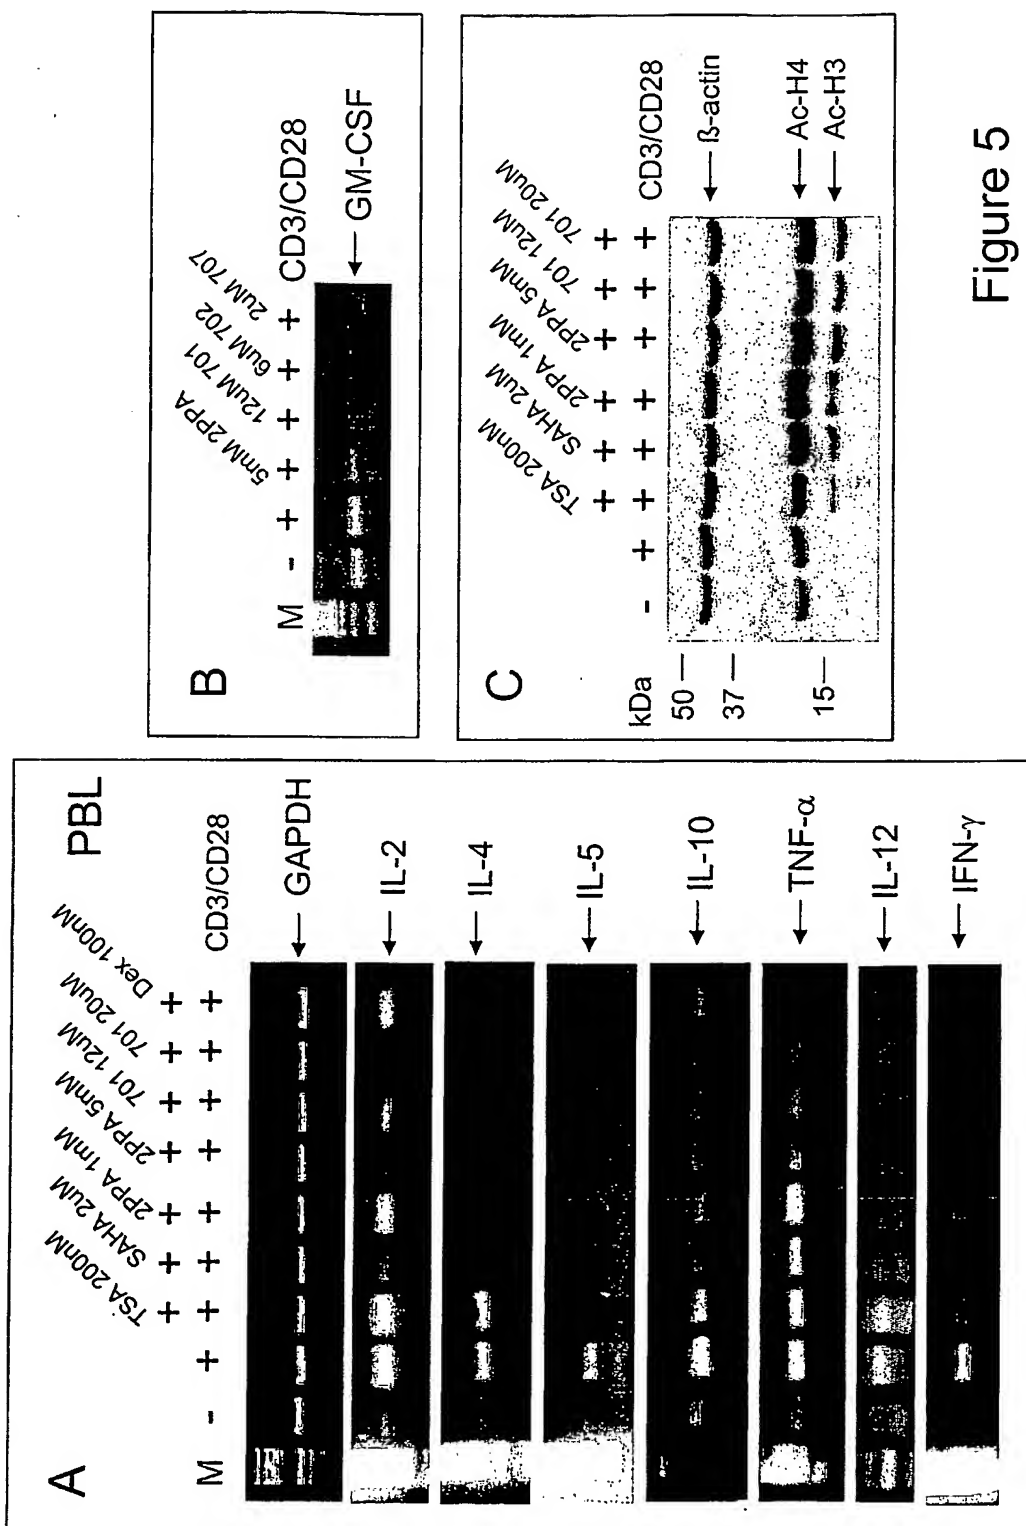 A
PBL
TSA 200nM
SAHA 2uM
2PPA 1mM
2PPA 5mM
701 12uM
701 20uM
Dex 100nM
+ + + + + + +
M - + + + + + + + + CD3/CD28
GAPDH
IL-2
IL-4
IL-5
IL-10
TNF-α
IL-12
IFN-γ
B
5mM 2PPA
12uM 701
6uM 702
2uM 707
M - + + + + + CD3/CD28
GM-CSF
C
TSA 200nM
SAHA 2uM
2PPA 1mM
2PPA 5mM
701 12uM
701 20uM
+ + + + + +
kDa - + + + + + + + CD3/CD28
50
37
15
ß-actin
Ac-H4
Ac-H3
Figure 5